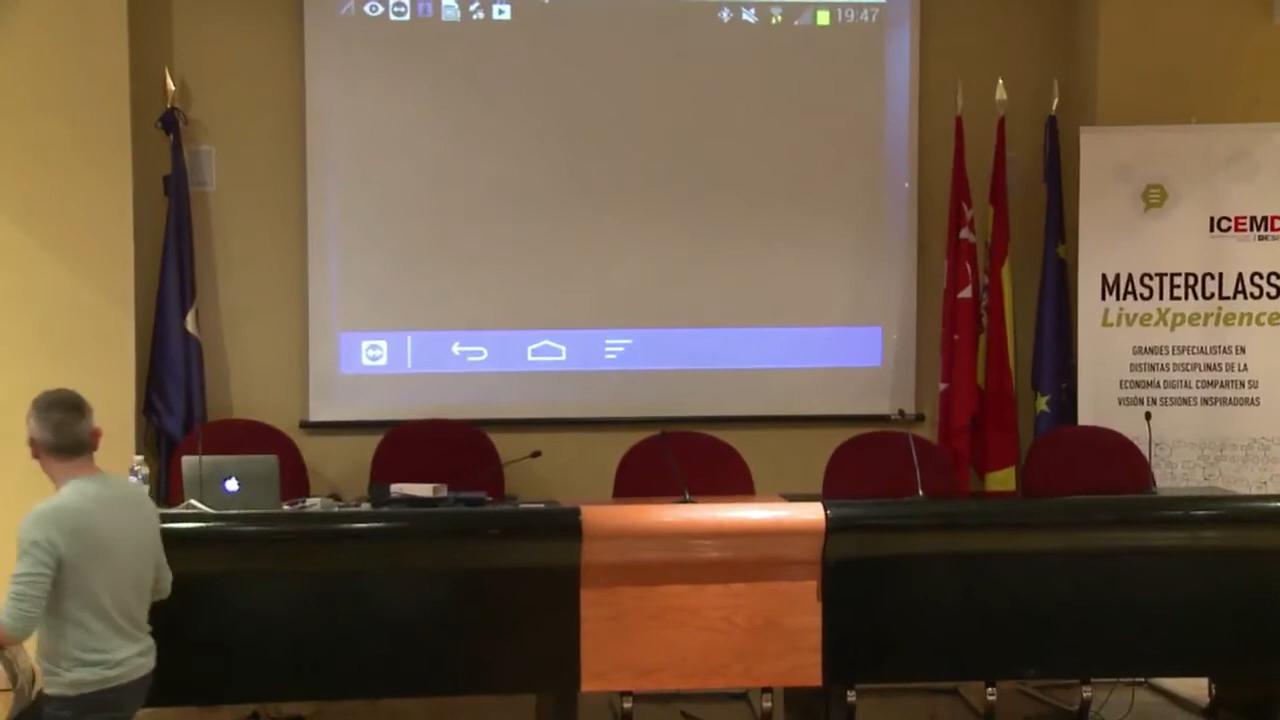 19:47
ICEMD
MASTERCLASS
LiveXperience
GRANDES ESPECIALISTAS EN
DISTINTAS DISCIPLINAS DE LA
ECONOMÍA DIGITAL COMPARTEN SU
VISIÓN EN SESIONES INSPIRADORAS